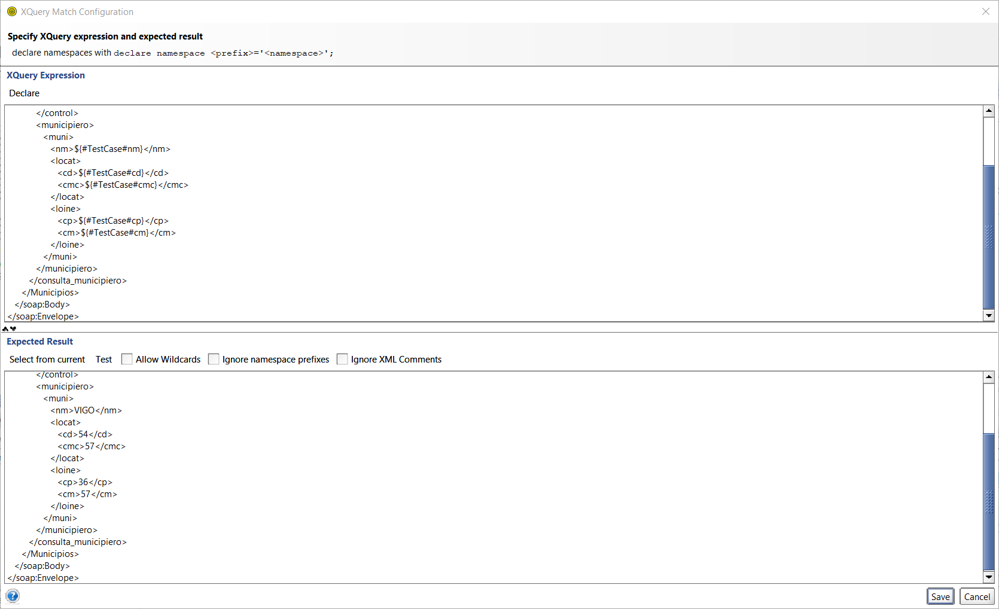 XQuery Match Configuration
Specify XQuery expression and expected result
declare namespaces with declare namespace <prefix>='<namespace>';
XQuery Expression
Declare
</control>
<municipiero>
<muni>
<nm>${#TestCase#nm}</nm>
<locat>
<cd>${#TestCase#cd}</cd>
<cmc>${#TestCase#cmc}</cmc>
</locat>
<loine>
<cp>${#TestCase#cp}</cp>
<cm>${#TestCase#cm}</cm>
</loine>
</muni>
</municipiero>
</consulta_municipiero>
</Municipios>
</soap:Body>
</soap:Envelope>
Expected Result
Select from current Test Allow Wildcards Ignore namespace prefixes Ignore XML Comments
</control>
<municipiero>
<muni>
<nm>VIGO</nm>
<locat>
<cd>54</cd>
<cmc>57</cmc>
</locat>
<loine>
<cp>36</cp>
<cm>57</cm>
</loine>
</muni>
</municipiero>
</consulta_municipiero>
</Municipios>
</soap:Body>
</soap:Envelope>
? Save Cancel